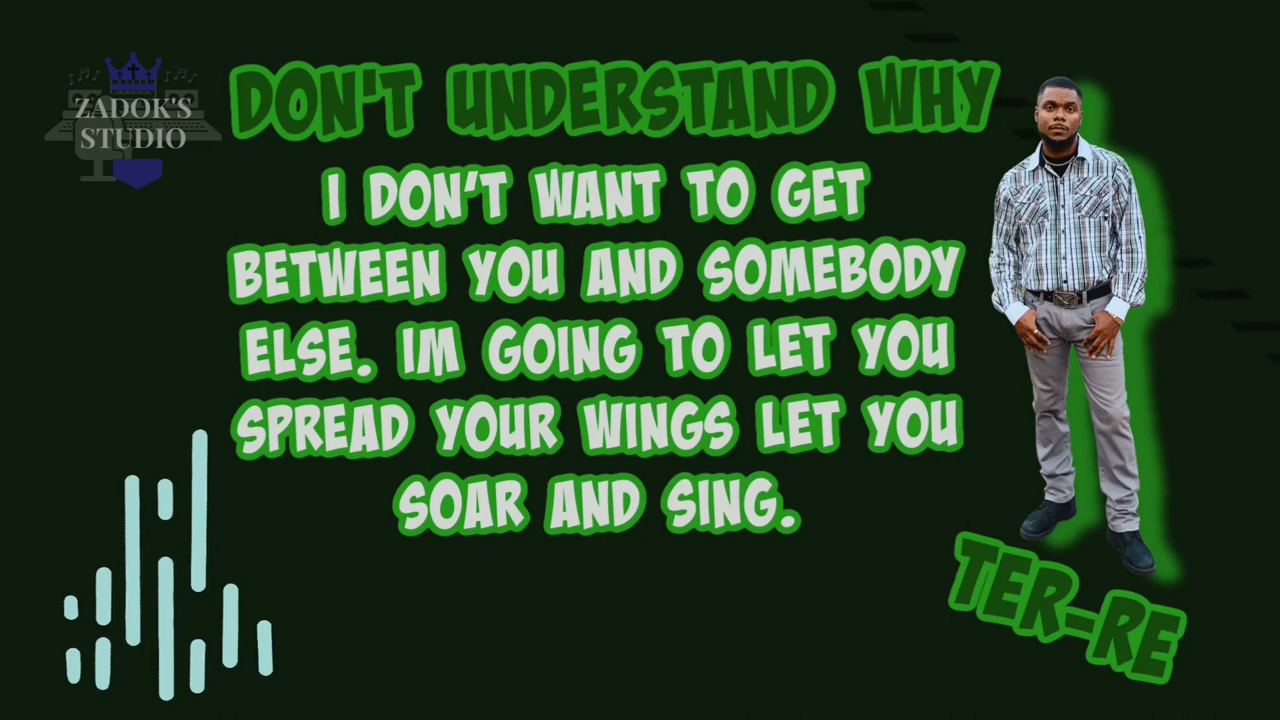 ZADOK'S
STUDIO
DON'T UNDERSTAND WHY
I DON'T WANT TO GET
BETWEEN YOU AND SOMEBODY
ELSE. IM GOING TO LET YOU
SPREAD YOUR WINGS LET YOU
SOAR AND SING.
TER-RE